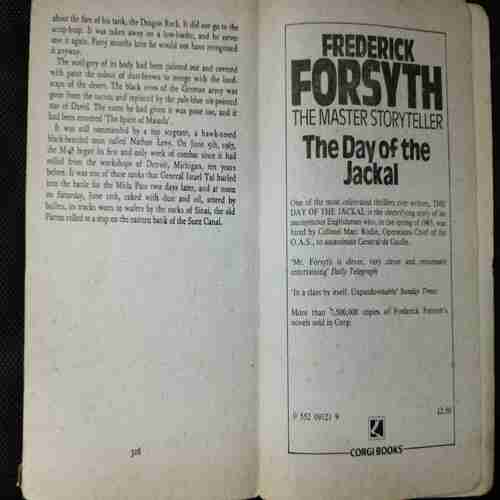 about the fate of his tank, the Dragon Rock. It did not go to the
scrap-heap. It was taken away on a low-loader, and he never
saw it again. Forty months later he would not have recognized
it anyway.
The steel-grey of its body had been painted out and covered
with paint the colour of dust-brown to merge with the land-
scape of the desert. The black cross of the German army was
gone from the turret and replaced by the pale-blue six-pointed
star of David. The name he had given it was gone too, and it
had been renamed 'The Spirit of Masada'.
It was still commanded by a top sergeant, a hawk-nosed
black-bearded man called Nathan Levy. On June 5th, 1967,
the M-48 began its first and only week of combat since it had
rolled from the workshops of Detroit, Michigan, ten years
before. It was one of those tanks that General Israel Tal hurled
into the battle for the Mitla Pass two days later, and at noon
on Saturday, June 10th, caked with dust and oil, scored by
bullets, its tracks worn to wafers by the rocks of Sinai, the old
Patton rolled to a stop on the eastern bank of the Suez Canal.
318
FREDERICK
FORSYTH
THE MASTER STORYTELLER
The Day of the
Jackal
One of the most celebrated thrillers ever written, THE
DAY OF THE JACKAL is the electrifying story of an
anonymous Englishman who, in the spring of 1963, was
hired by Colonel Marc Rodin, Operations Chief of the
O.A.S., to assassinate General de Gaulle.
'Mr. Forsyth is clever, very clever and immensely
entertaining' Daily Telegraph
'In a class by itself. Unputdownable' Sunday Times
More than 7,500,000 copies of Frederick Forsyth's
novels sold in Corgi
0 552 09121 9
£2.50
CORGI BOOKS